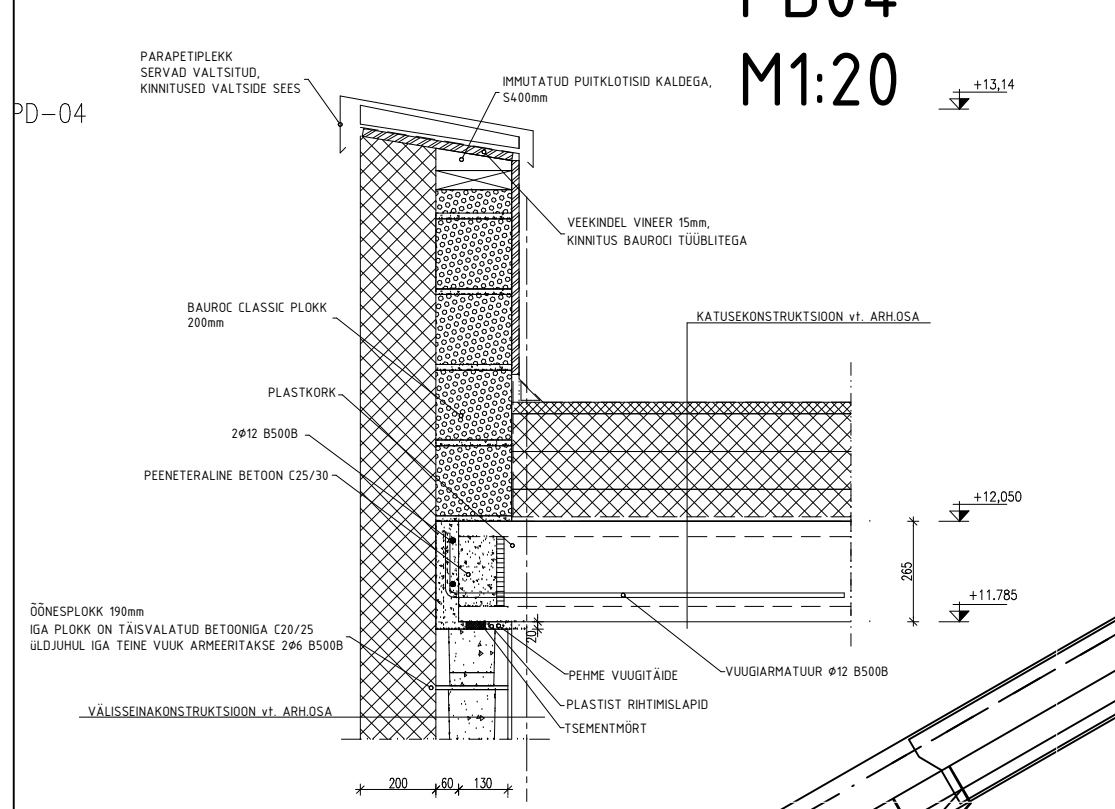 PB04
M1:20
PD-04
PARAPETIPLEKK
SERVAD VALTSITUD,
KINNITUSED VALTSIDE SEES
IMMUTATUD PUITKLOTISID KALDEGA,
S400mm
+13,14
VEEKINDEL VINEER 15mm,
KINNITUS BAUROCI TÜÜBLITEGA
BAUROC CLASSIC PLOKK
200mm
KATUSEKONSTRUKTSIOON vt. ARH.OSA
PLASTKORK
2ø12 B500B
PEENETERALINE BETOON C25/30
+12,050
265
+11.785
ÕÕNESPLOKK 190mm
IGA PLOKK ON TÄISVALATUD BETOONIGA C20/25
üLDJUHUL IGA TEINE VUUK ARMEERITAKSE 2ø6 B500B
20
PEHME VUUGITÄIDE
VUUGIARMATUUR ø12 B500B
PLASTIST RIHTIMISLAPID
VÄLISSEINAKONSTRUKTSIOON vt. ARH.OSA
TSEMENTMÖRT
200 60 130